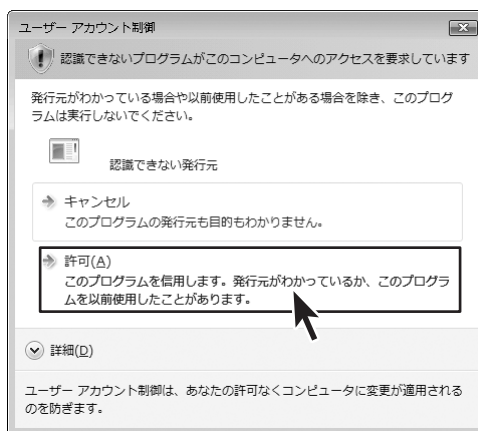 ユーザー アカウント制御
認識できないプログラムがこのコンピュータへのアクセスを要求しています
発行元がわかっている場合や以前使用したことがある場合を除き、このプログ
ラムは実行しないでください。
認識できない発行元
キャンセル
このプログラムの発行元も目的もわかりません。
許可(A)
このプログラムを信用します。発行元がわかっているか、このプログラ
ムを以前使用したことがあります。
詳細(D)
ユーザー アカウント制御は、あなたの許可なくコンピュータに変更が適用される
のを防ぎます。